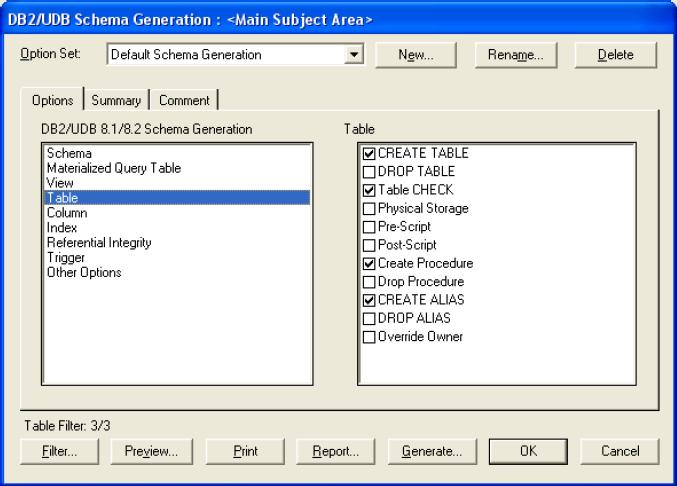 DB2/UDB Schema Generation : <Main Subject Area>
Option Set: Default Schema Generation New... Rename... Delete
Options Summary Comment
DB2/UDB 8.1/8.2 Schema Generation
Schema
Materialized Query Table
View
Table
Column
Index
Referential Integrity
Trigger
Other Options
Table
CREATE TABLE
DROP TABLE
Table CHECK
Physical Storage
Pre-Script
Post-Script
Create Procedure
Drop Procedure
CREATE ALIAS
DROP ALIAS
Override Owner
Table Filter: 3/3
Filter... Preview... Print Report... Generate... OK Cancel